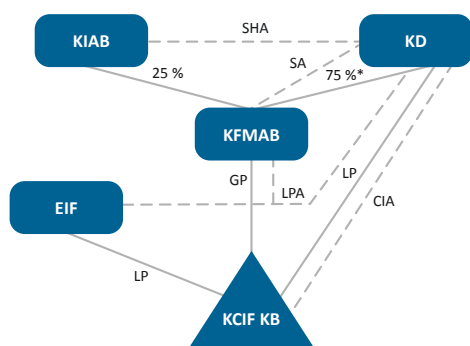 KIAB
SHA
KD
SA
25 %
75 %*
KFMAB
GP
LP
EIF
LPA
CIA
LP
KCIF KB